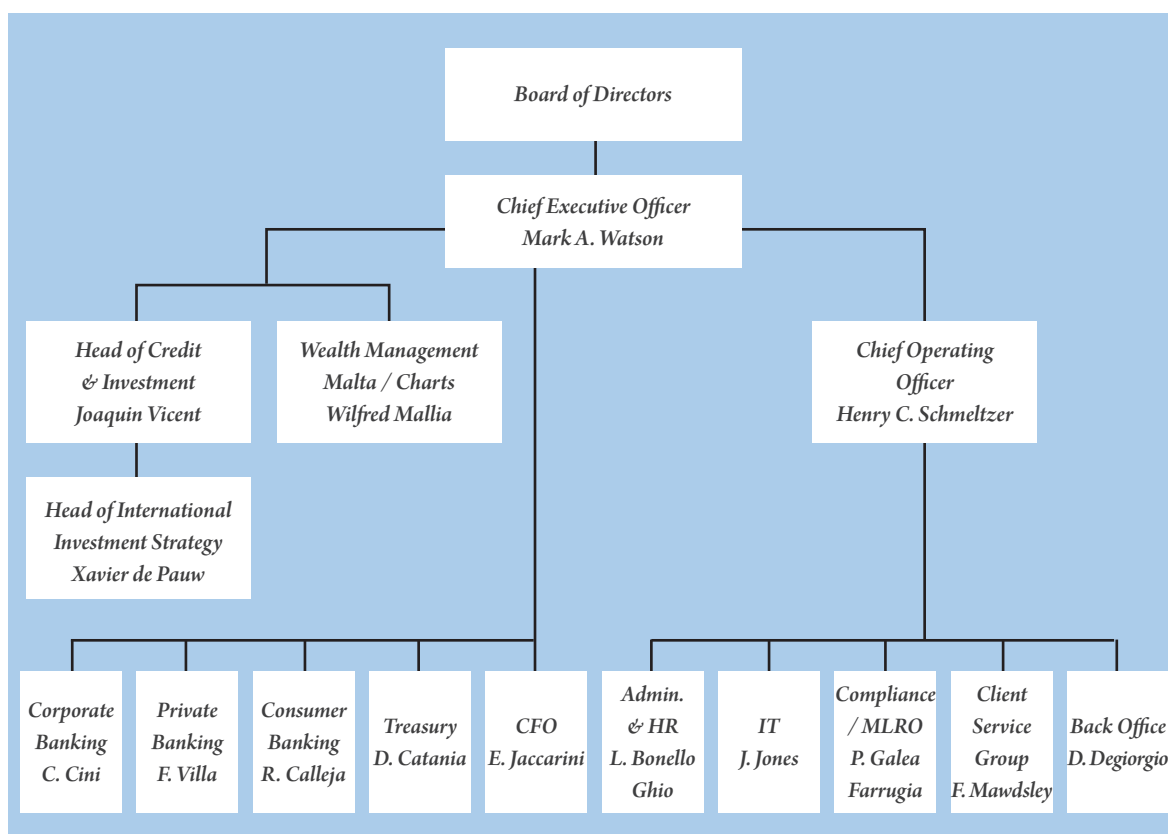 Board of Directors
Chief Executive Officer
Mark A. Watson
Head of Credit
& Investment
Joaquin Vicent
Wealth Management
Malta / Charts
Wilfred Mallia
Chief Operating
Officer
Henry C. Schmeltzer
Head of International
Investment Strategy
Xavier de Pauw
Corporate
Banking
C. Cini
Private
Banking
F. Villa
Consumer
Banking
R. Calleja
Treasury
D. Catania
CFO
E. Jaccarini
Admin.
& HR
L. Bonello
Ghio
IT
J. Jones
Compliance
/ MLRO
P. Galea
Farrugia
Client
Service
Group
F. Mawdsley
Back Office
D. Degiorgio